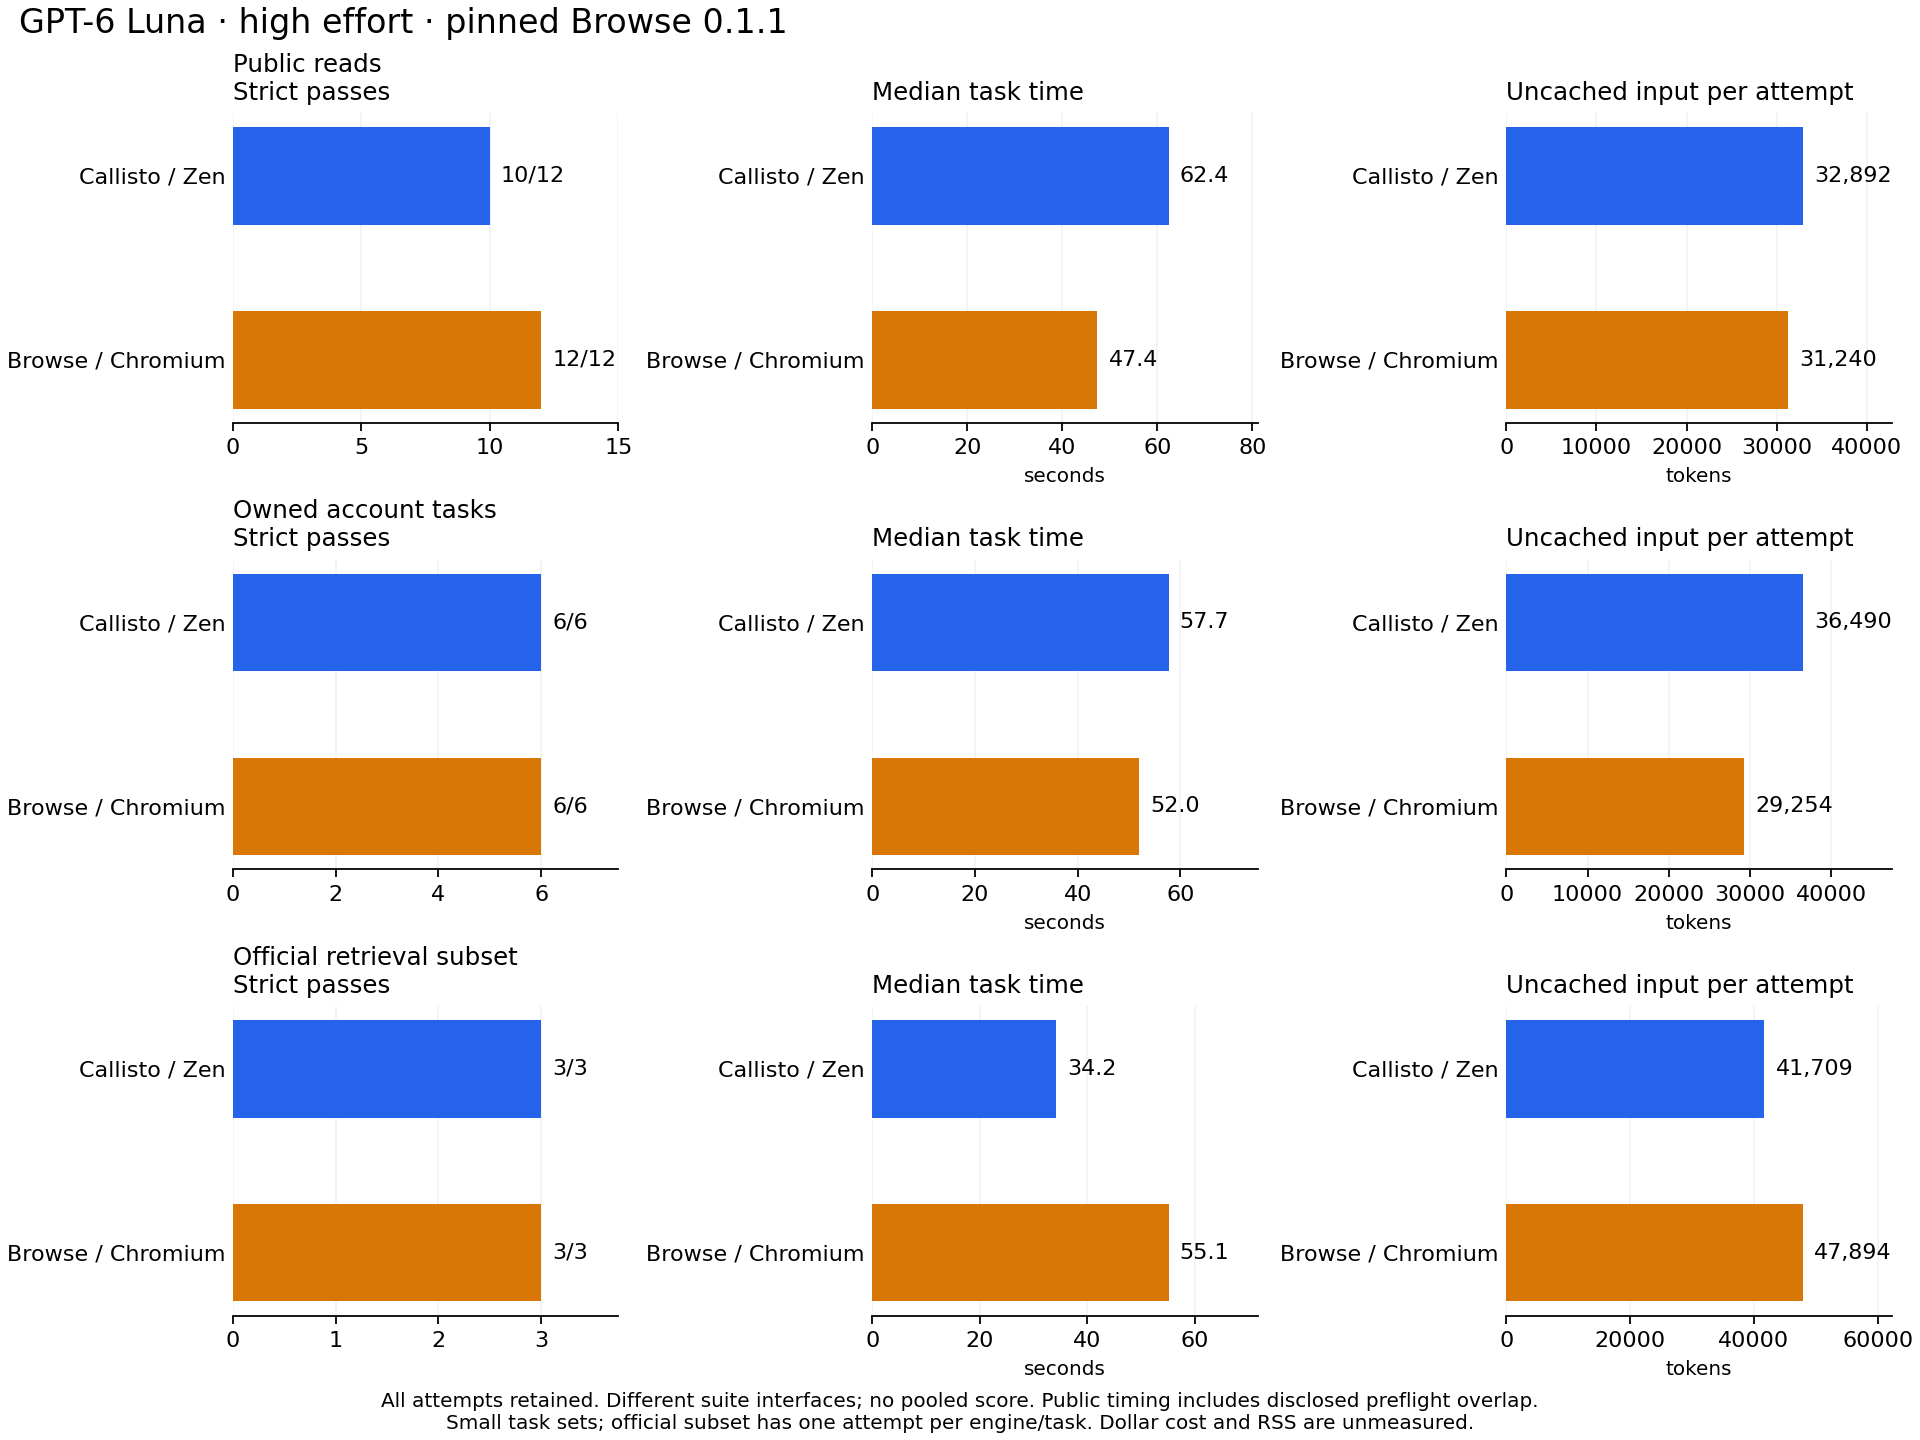 GPT-6 Luna · high effort · pinned Browse 0.1.1
Public reads
Strict passes
Callisto / Zen
10/12
Browse / Chromium
12/12
0 5 10 15
Median task time
Callisto / Zen
62.4
Browse / Chromium
47.4
0 20 40 60 80
seconds
Uncached input per attempt
Callisto / Zen
32,892
Browse / Chromium
31,240
0 10000 20000 30000 40000
tokens
Owned account tasks
Strict passes
Callisto / Zen
6/6
Browse / Chromium
6/6
0 2 4 6
Median task time
Callisto / Zen
57.7
Browse / Chromium
52.0
0 20 40 60
seconds
Uncached input per attempt
Callisto / Zen
36,490
Browse / Chromium
29,254
0 10000 20000 30000 40000
tokens
Official retrieval subset
Strict passes
Callisto / Zen
3/3
Browse / Chromium
3/3
0 1 2 3
Median task time
Callisto / Zen
34.2
Browse / Chromium
55.1
0 20 40 60
seconds
Uncached input per attempt
Callisto / Zen
41,709
Browse / Chromium
47,894
0 20000 40000 60000
tokens
All attempts retained. Different suite interfaces; no pooled score. Public timing includes disclosed preflight overlap.
Small task sets; official subset has one attempt per engine/task. Dollar cost and RSS are unmeasured.